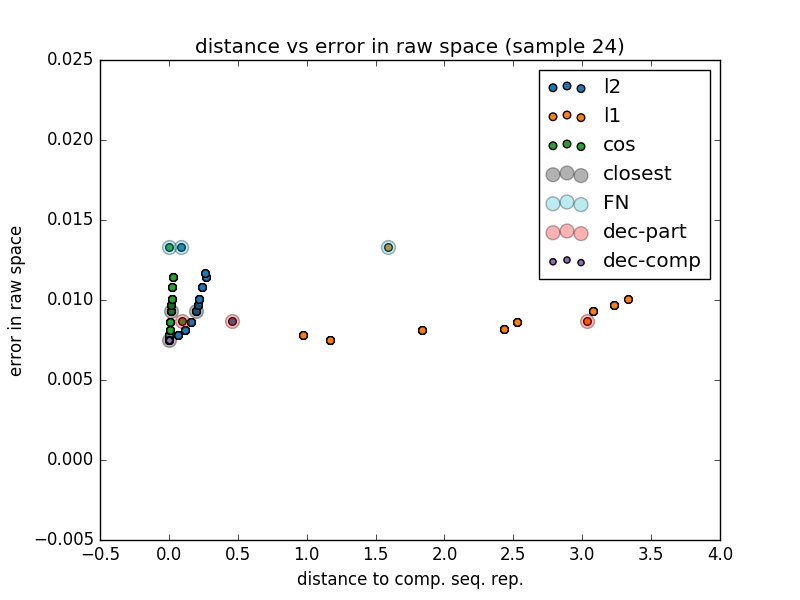 distance vs error in raw space (sample 24)
0.025
0.020
0.015
0.010
0.005
0.000
−0.005
error in raw space
l2
l1
cos
closest
FN
dec-part
dec-comp
−0.5 0.0 0.5 1.0 1.5 2.0 2.5 3.0 3.5 4.0
distance to comp. seq. rep.